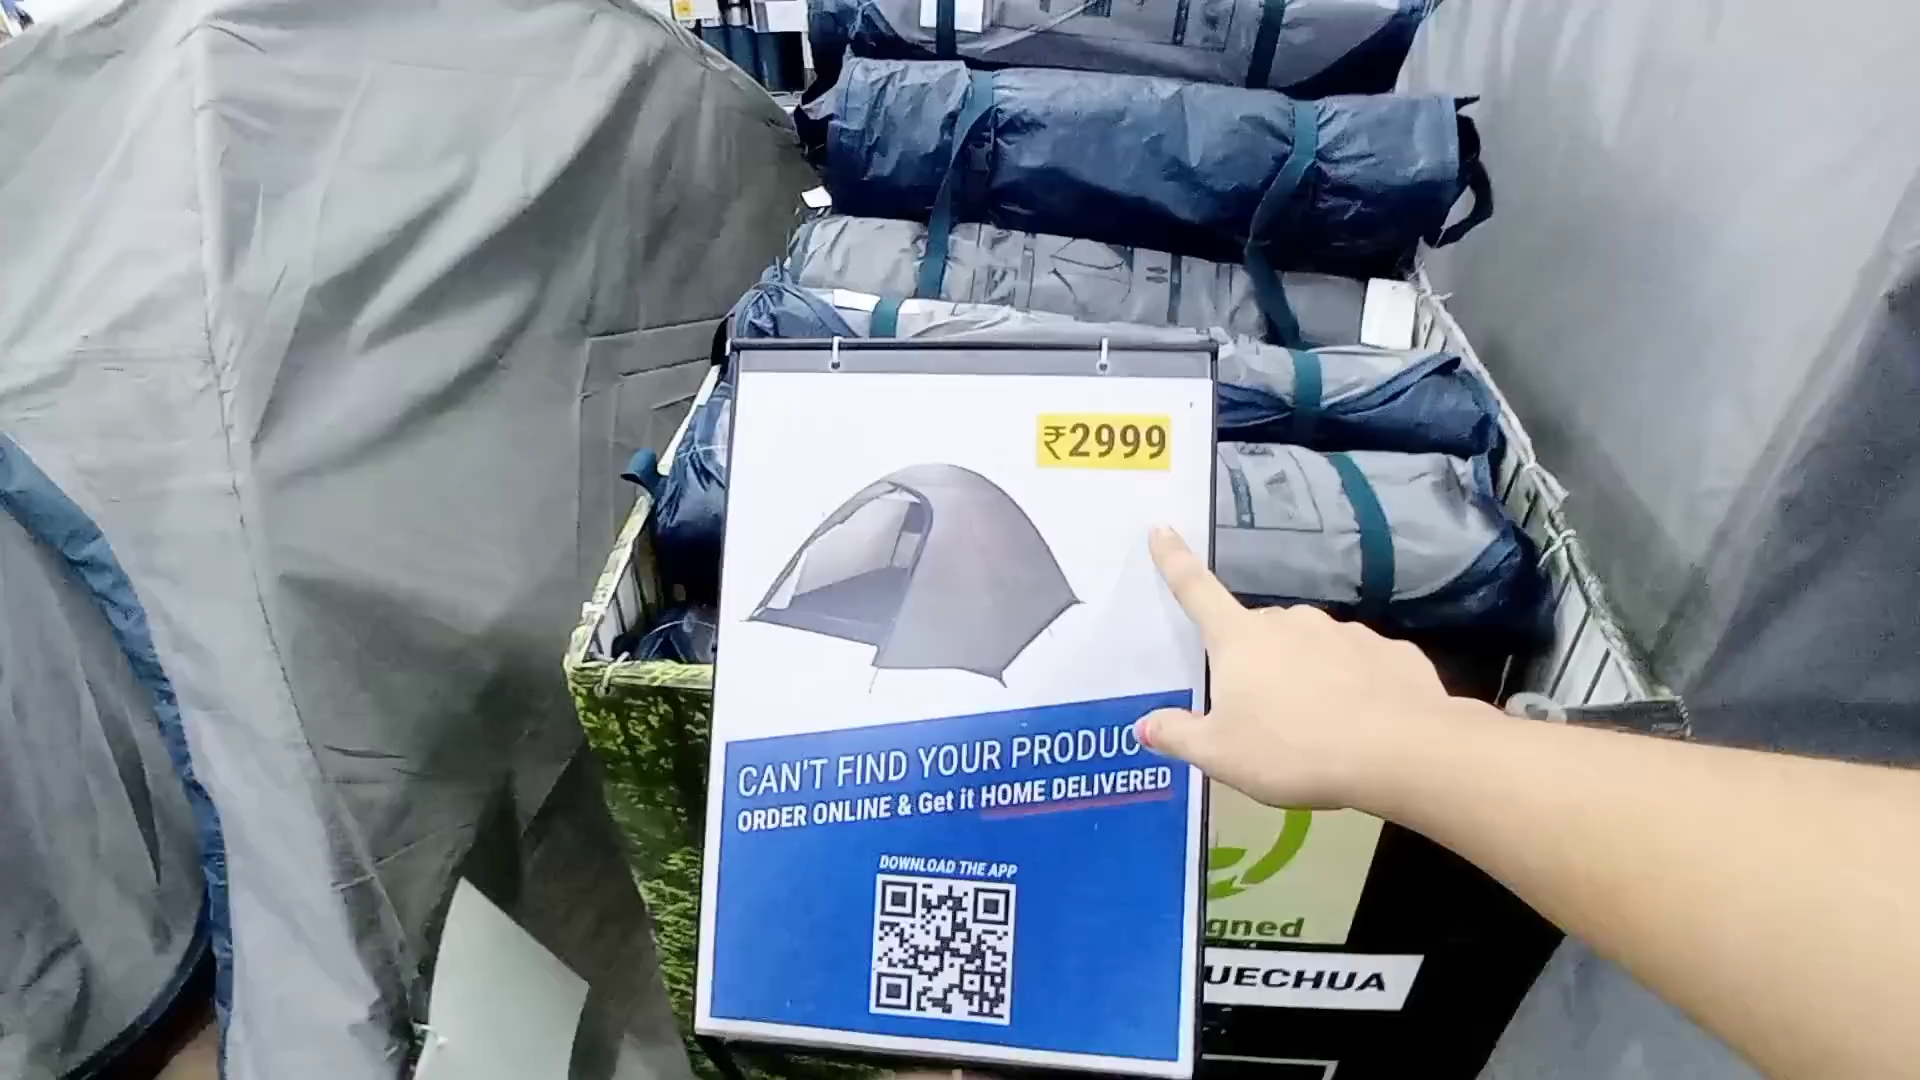 ₹2999
CAN'T FIND YOUR PRODUC
ORDER ONLINE & Get it HOME DELIVERED
DOWNLOAD THE APP
gned
UECHUA